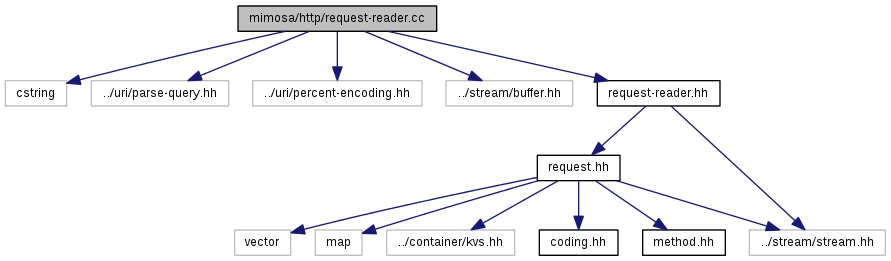 mimosa/http/request-reader.cc
cstring
../uri/parse-query.hh
../uri/percent-encoding.hh
../stream/buffer.hh
request-reader.hh
request.hh
vector
map
../container/kvs.hh
coding.hh
method.hh
../stream/stream.hh